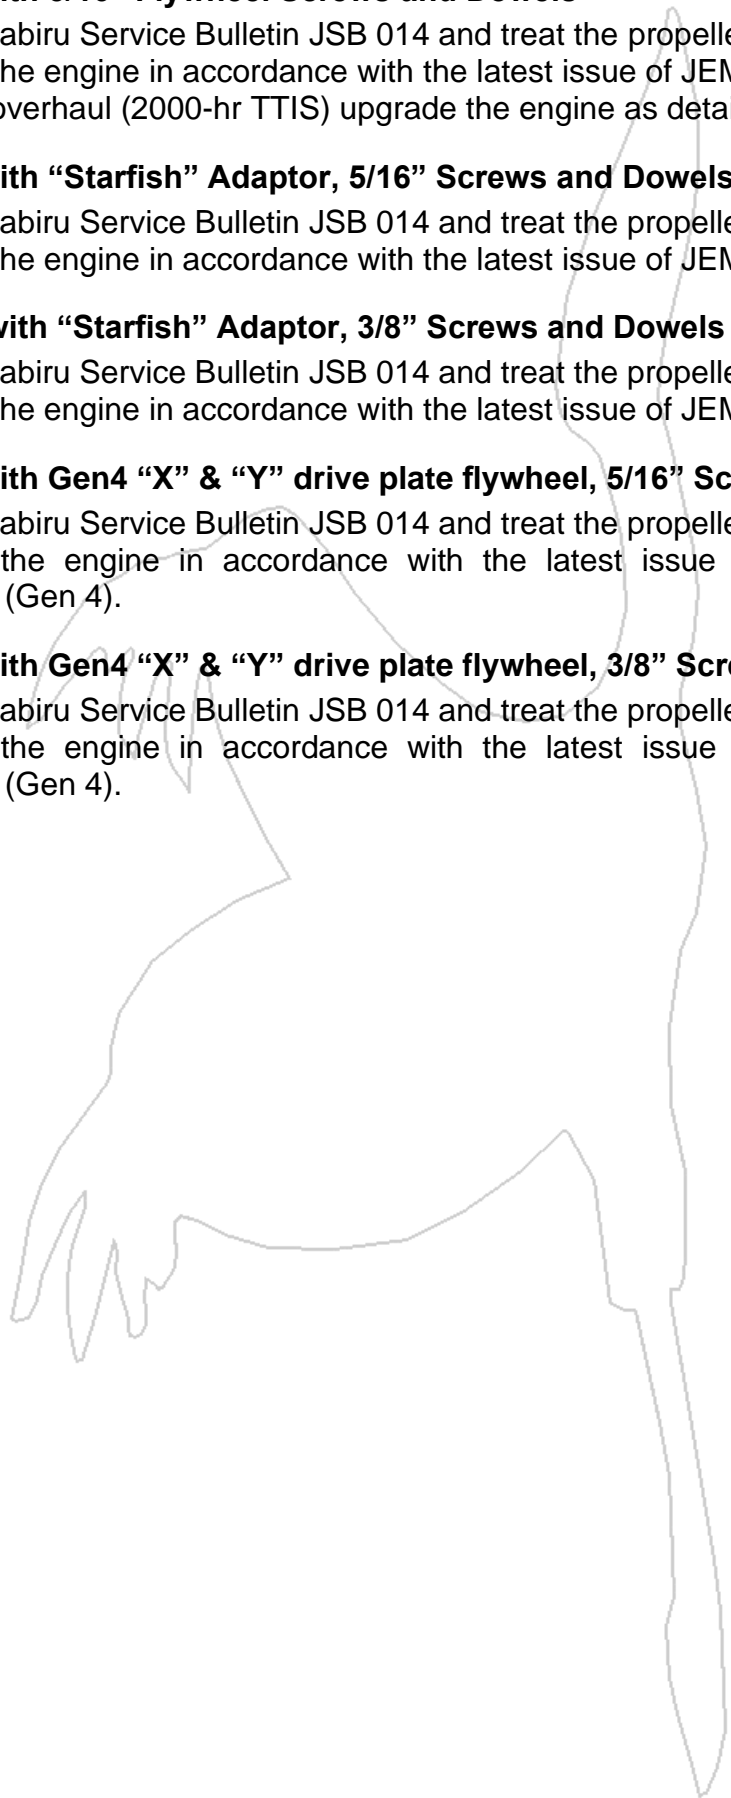 Flywheel Screws and Dowels
abiru Service Bulletin JSB 014 and treat the propelle
he engine in accordance with the latest issue of JEM
overhaul (2000-hr TTIS) upgrade the engine as detai
ith “Starfish” Adaptor, 5/16” Screws and Dowels
abiru Service Bulletin JSB 014 and treat the propelle
he engine in accordance with the latest issue of JEM
with “Starfish” Adaptor, 3/8” Screws and Dowels
abiru Service Bulletin JSB 014 and treat the propelle
he engine in accordance with the latest issue of JEM
ith Gen4 “X” & “Y” drive plate flywheel, 5/16” Sc
abiru Service Bulletin JSB 014 and treat the propelle
the engine in accordance with the latest issue
(Gen 4).
ith Gen4 “X” & “Y” drive plate flywheel, 3/8” Scre
abiru Service Bulletin JSB 014 and treat the propelle
the engine in accordance with the latest issue
(Gen 4).